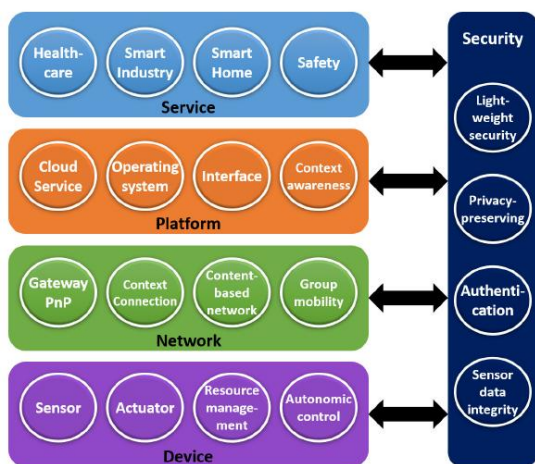 Health-
care
Smart
Industry
Smart
Home
Safety
Service
Cloud
Service
Operating
system
Interface
Context
awareness
Platform
Gateway
PnP
Context
Connection
Content-
based
network
Group
mobility
Network
Sensor
Actuator
Resource
manage-
ment
Autonomic
control
Device
Security
Light-
weight
security
Privacy-
preserving
Authenti-
cation
Sensor
data
integrity